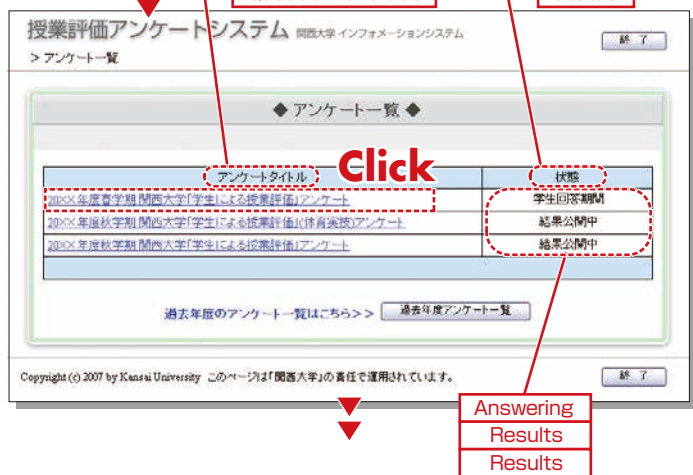 授業評価アンケートシステム 関西大学 インフォメーションシステム
終 了
> アンケート一覧
◆ アンケート一覧 ◆
アンケートタイトル
Click
状態
20××年度春学期 関西大学「学生による授業評価」アンケート
学生回答期間
20××年度秋学期 関西大学「学生による授業評価」(体育実技)アンケート
結果公開中
20××年度秋学期 関西大学「学生による授業評価」アンケート
結果公開中
過去年度のアンケート一覧はこちら>>
過去年度アンケート一覧
Copyright (c) 2007 by Kansai University このページは「関西大学」の責任で運用されています。
終 了
Answering
Results
Results